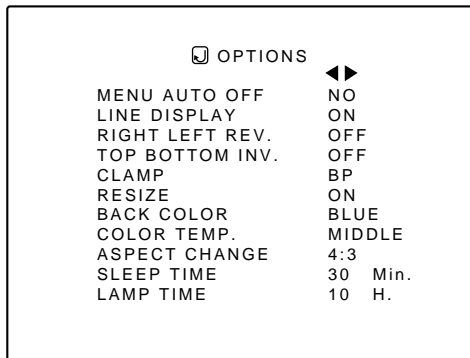 OPTIONS
MENU AUTO OFF NO
LINE DISPLAY ON
RIGHT LEFT REV. OFF
TOP BOTTOM INV. OFF
CLAMP BP
RESIZE ON
BACK COLOR BLUE
COLOR TEMP. MIDDLE
ASPECT CHANGE 4:3
SLEEP TIME 30 Min.
LAMP TIME 10 H.